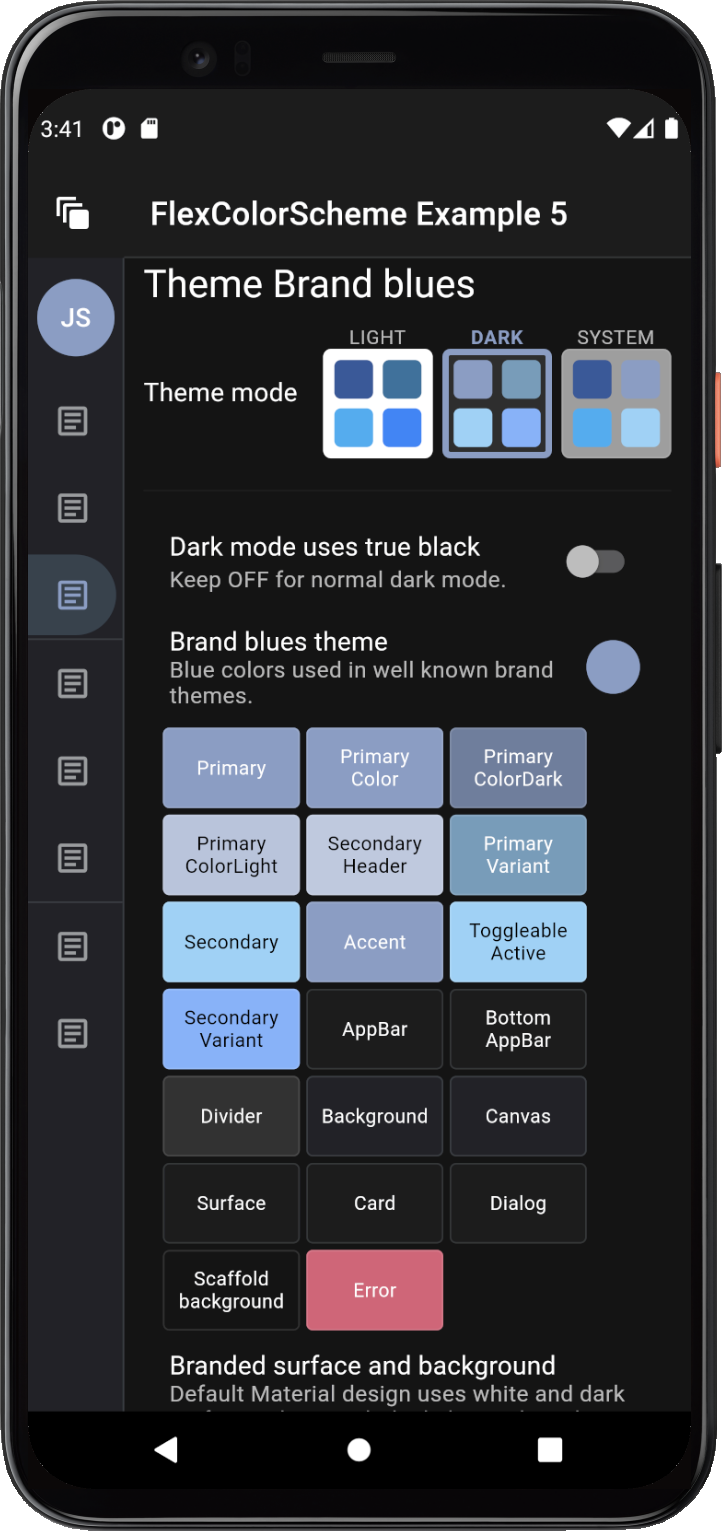 3:41
FlexColorScheme Example 5
JS
Theme Brand blues
LIGHT
DARK
SYSTEM
Theme mode
Dark mode uses true black
Keep OFF for normal dark mode.
Brand blues theme
Blue colors used in well known brand
themes.
Primary
Primary
Color
Primary
ColorDark
Primary
ColorLight
Secondary
Header
Primary
Variant
Secondary
Accent
Toggleable
Active
Secondary
Variant
AppBar
Bottom
AppBar
Divider
Background
Canvas
Surface
Card
Dialog
Scaffold
background
Error
Branded surface and background
Default Material design uses white and dark